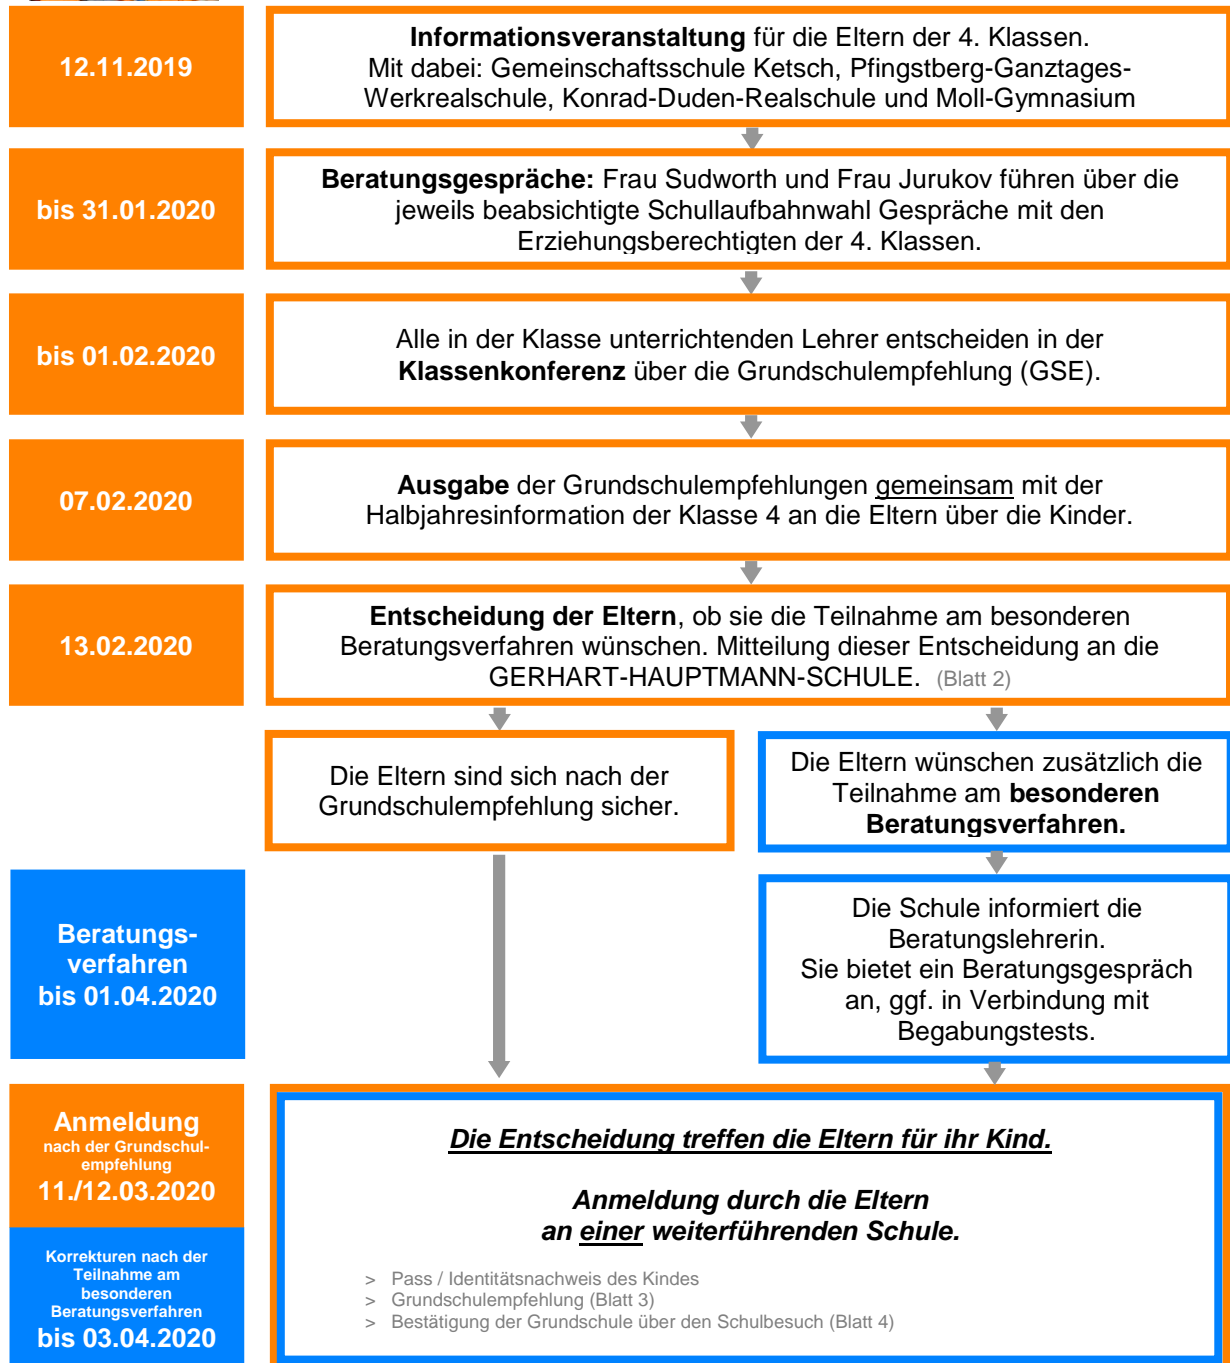 12.11.2019
Informationsveranstaltung für die Eltern der 4. Klassen.
Mit dabei: Gemeinschaftsschule Ketsch, Pfingstberg-Ganztages-
Werkrealschule, Konrad-Duden-Realschule und Moll-Gymnasium
bis 31.01.2020
Beratungsgespräche: Frau Sudworth und Frau Jurukov führen über die
jeweils beabsichtigte Schullaufbahnwahl Gespräche mit den
Erziehungsberechtigten der 4. Klassen.
bis 01.02.2020
Alle in der Klasse unterrichtenden Lehrer entscheiden in der
Klassenkonferenz über die Grundschulempfehlung (GSE).
07.02.2020
Ausgabe der Grundschulempfehlungen gemeinsam mit der
Halbjahresinformation der Klasse 4 an die Eltern über die Kinder.
13.02.2020
Entscheidung der Eltern, ob sie die Teilnahme am besonderen
Beratungsverfahren wünschen. Mitteilung dieser Entscheidung an die
GERHART-HAUPTMANN-SCHULE. (Blatt 2)
Die Eltern sind sich nach der
Grundschulempfehlung sicher.
Die Eltern wünschen zusätzlich die
Teilnahme am besonderen
Beratungsverfahren.
Beratungs-
verfahren
bis 01.04.2020
Die Schule informiert die
Beratungslehrerin.
Sie bietet ein Beratungsgespräch
an, ggf. in Verbindung mit
Begabungstests.
Anmeldung
nach der Grundschul-
empfehlung
11./12.03.2020
Korrekturen nach der
Teilnahme am
besonderen
Beratungsverfahren
bis 03.04.2020
Die Entscheidung treffen die Eltern für ihr Kind.
Anmeldung durch die Eltern
an einer weiterführenden Schule.
> Pass / Identitätsnachweis des Kindes
> Grundschulempfehlung (Blatt 3)
> Bestätigung der Grundschule über den Schulbesuch (Blatt 4)